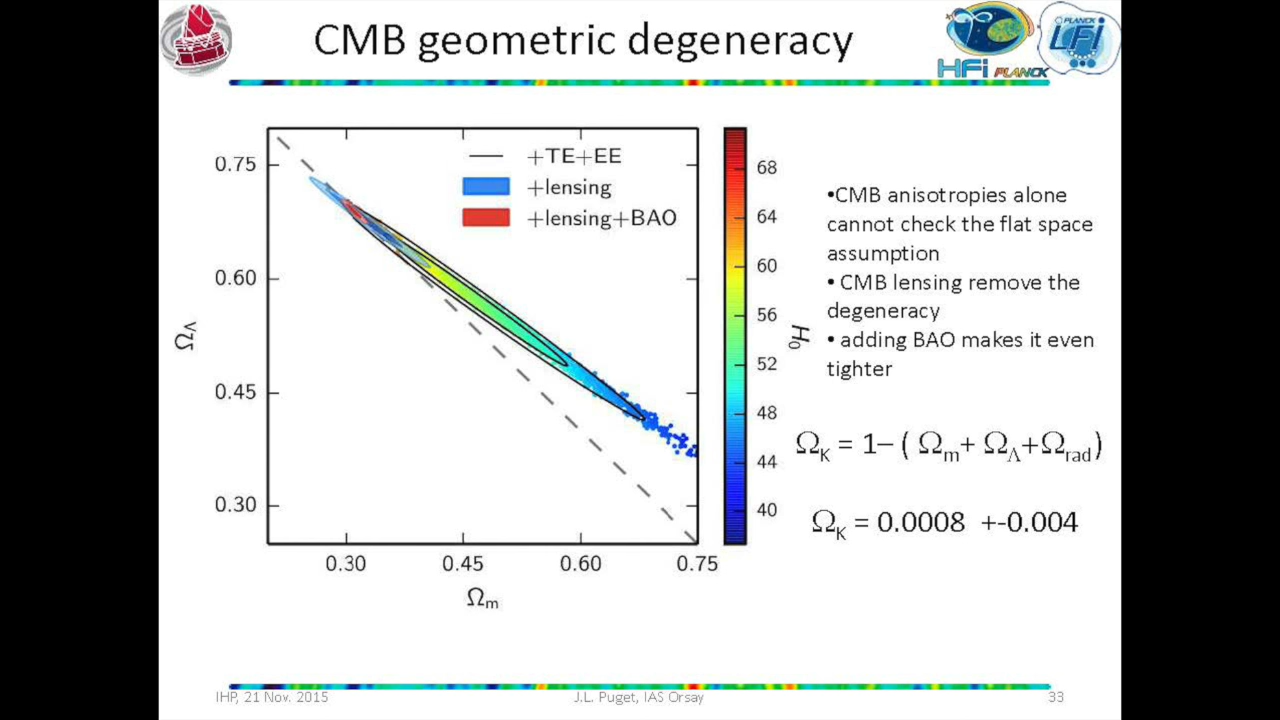 CMB geometric degeneracy
HFi PLANCK
PLANCK
LFi
+TE+EE
+lensing
+lensing+BAO
0.75
0.60
0.45
0.30
Ω_Λ
0.30 0.45 0.60 0.75
Ω_m
68
64
60
56
52
48
44
40
H_0
•CMB anisotropies alone
cannot check the flat space
assumption
• CMB lensing remove the
degeneracy
• adding BAO makes it even
tighter
Ω_K = 1– ( Ω_m+ Ω_Λ+Ω_rad)
Ω_K = 0.0008 +-0.004
IHP, 21 Nov. 2015 J.L. Puget, IAS Orsay 33